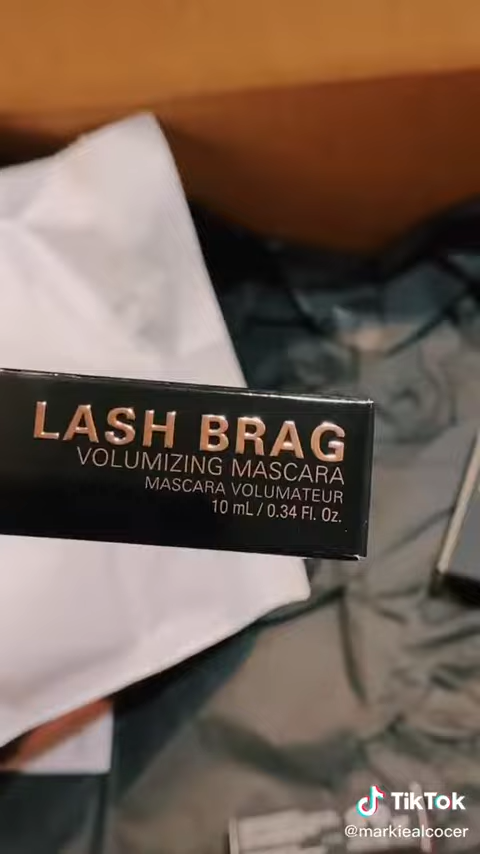 LASH BRAG
VOLUMIZING MASCARA
MASCARA VOLUMATEUR
10 mL / 0.34 Fl. Oz.
TikTok
@markiealcocer